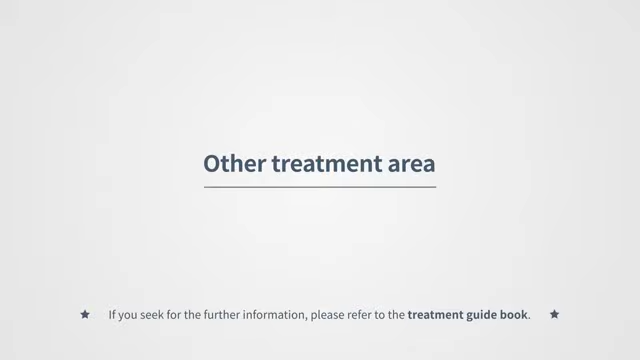 Other treatment area
If you seek for the further information, please refer to the treatment guide book.